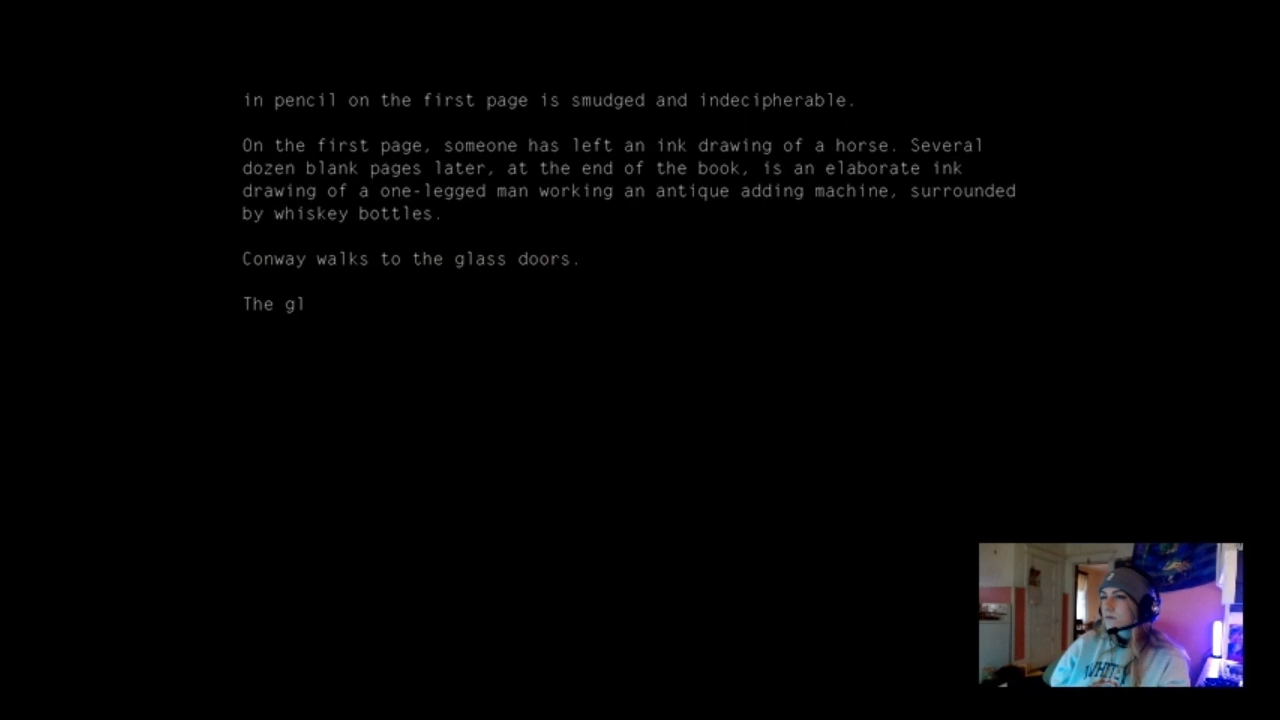 in pencil on the first page is smudged and indecipherable.
On the first page, someone has left an ink drawing of a horse. Several
dozen blank pages later, at the end of the book, is an elaborate ink
drawing of a one-legged man working an antique adding machine, surrounded
by whiskey bottles.
Conway walks to the glass doors.
The gl